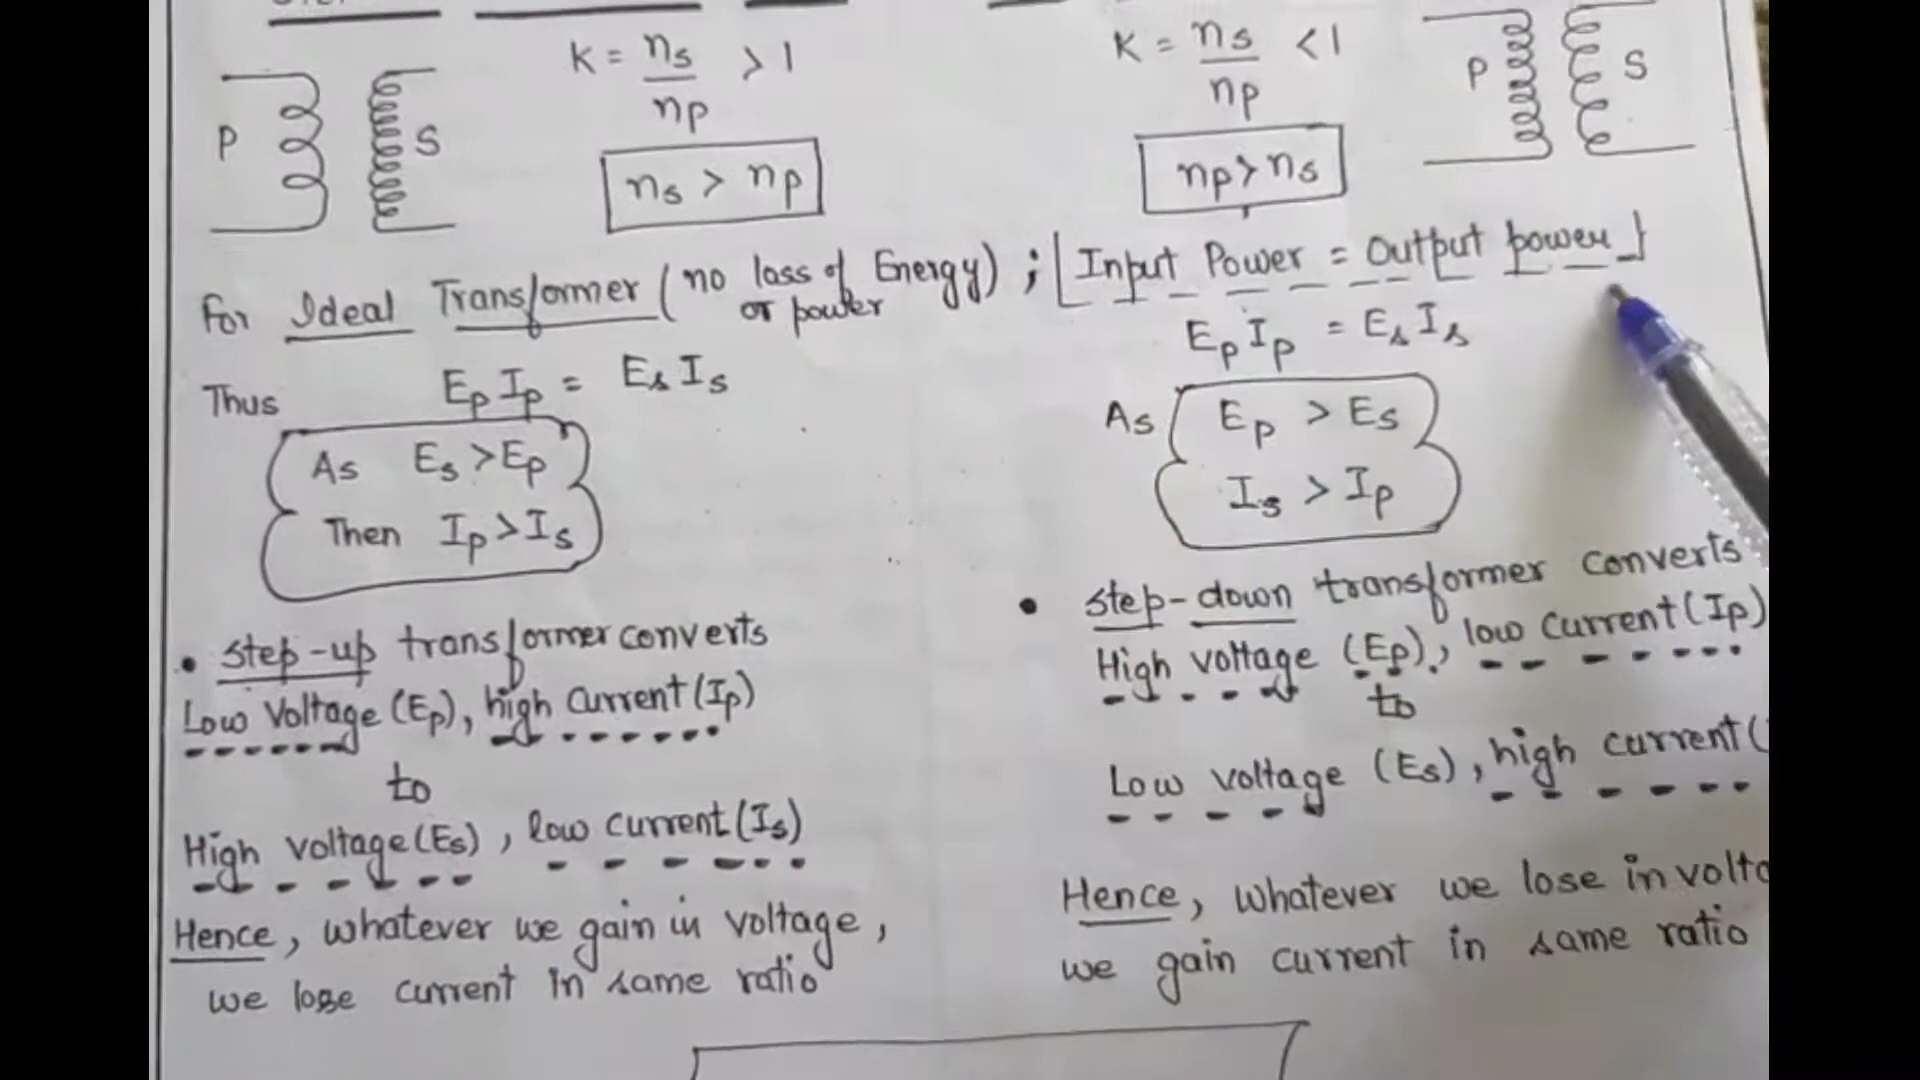 K = ns/np > 1
P
S
ns > np
K = ns/np < 1
P
S
np > ns
For Ideal Transformer (no loss of Energy) ; [Input Power = Output power]
or power
Thus EpIp = EsIs
As Es > Ep
Then Ip > Is
EpIp = EsIs
As Ep > Es
Is > Ip
• Step-up transformer converts
Low Voltage (Ep), high Current (Ip)
to
High voltage (Es), low current (Is)
Hence, whatever we gain in voltage,
we lose current in same ratio
• Step-down transformer converts
High voltage (Ep), low current (Ip)
to
Low voltage (Es), high current (
Hence, whatever we lose in volta
we gain current in same ratio